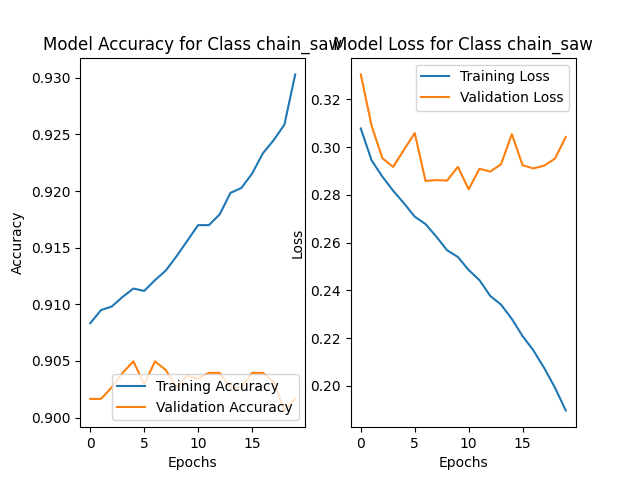 Model Accuracy for Class chain_saw
Model Loss for Class chain_saw
0.930
0.925
0.920
0.915
0.910
0.905
0.900
Accuracy
Training Accuracy
Validation Accuracy
0
5
10
15
Epochs
0.32
0.30
0.28
0.26
0.24
0.22
0.20
Loss
Training Loss
Validation Loss
0
5
10
15
Epochs